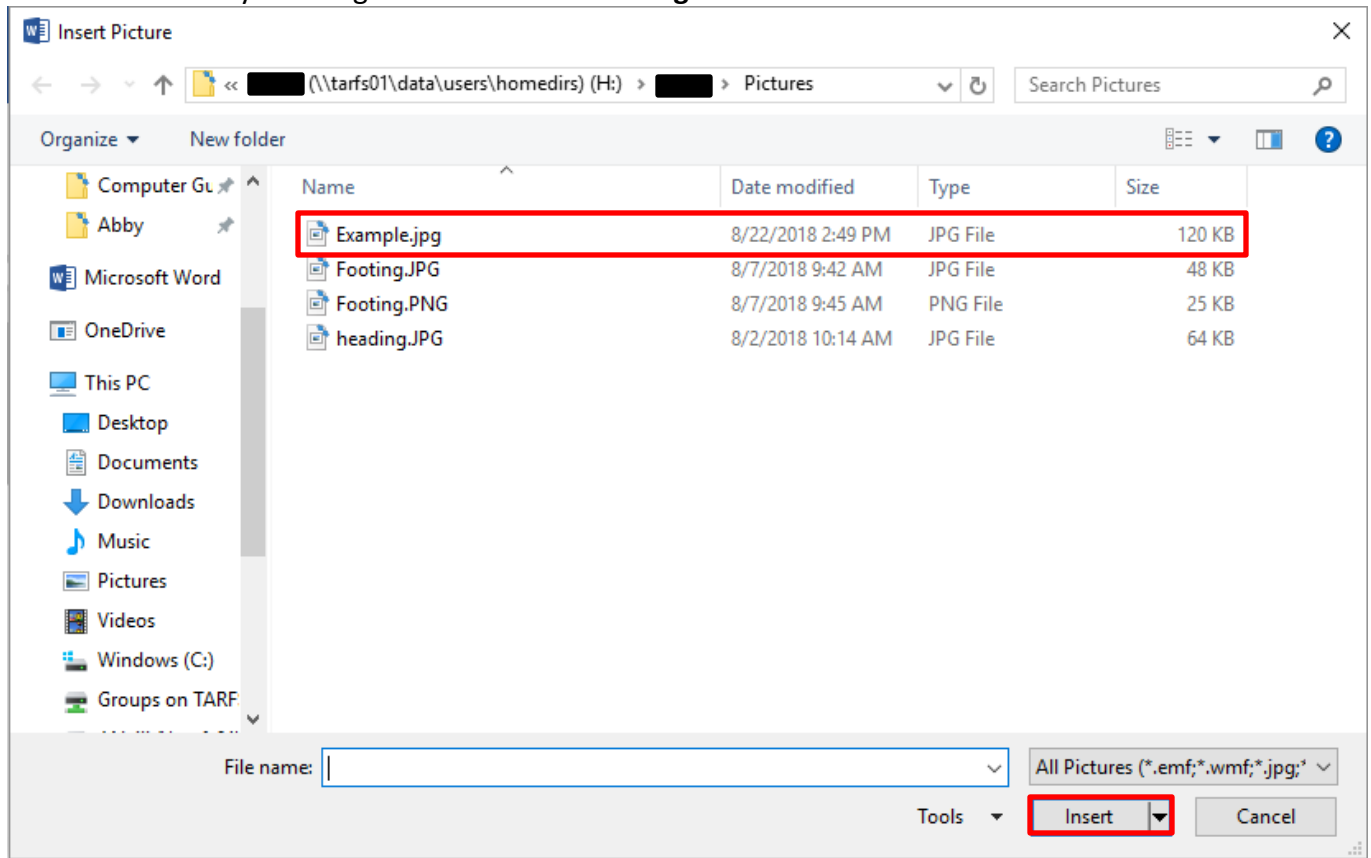 Insert Picture
« (\\tarfs01\data\users\homedirs) (H:) > > Pictures Search Pictures
Organize New folder
Computer Gu
Abby
Microsoft Word
OneDrive
This PC
Desktop
Documents
Downloads
Music
Pictures
Videos
Windows (C:)
Groups on TARF
Name Date modified Type Size
Example.jpg 8/22/2018 2:49 PM JPG File 120 KB
Footing.JPG 8/7/2018 9:42 AM JPG File 48 KB
Footing.PNG 8/7/2018 9:45 AM PNG File 25 KB
heading.JPG 8/2/2018 10:14 AM JPG File 64 KB
File name: All Pictures (*.emf;*.wmf;*.jpg;*
Tools Insert Cancel